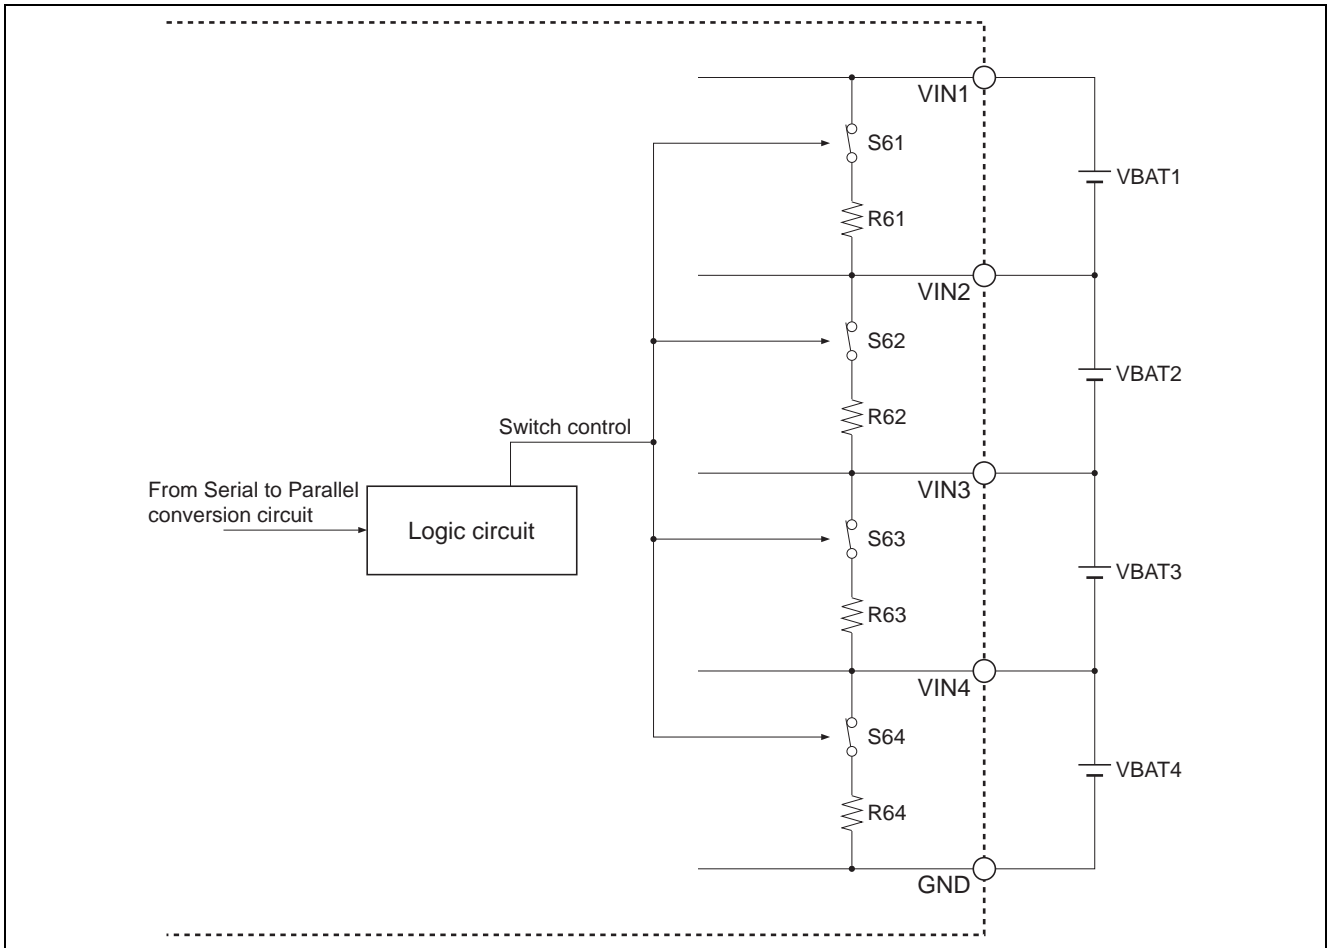 VIN1
S61
VBAT1
R61
VIN2
S62
VBAT2
R62
Switch control
VIN3
From Serial to Parallel
conversion circuit
Logic circuit
S63
VBAT3
R63
VIN4
S64
VBAT4
R64
GND